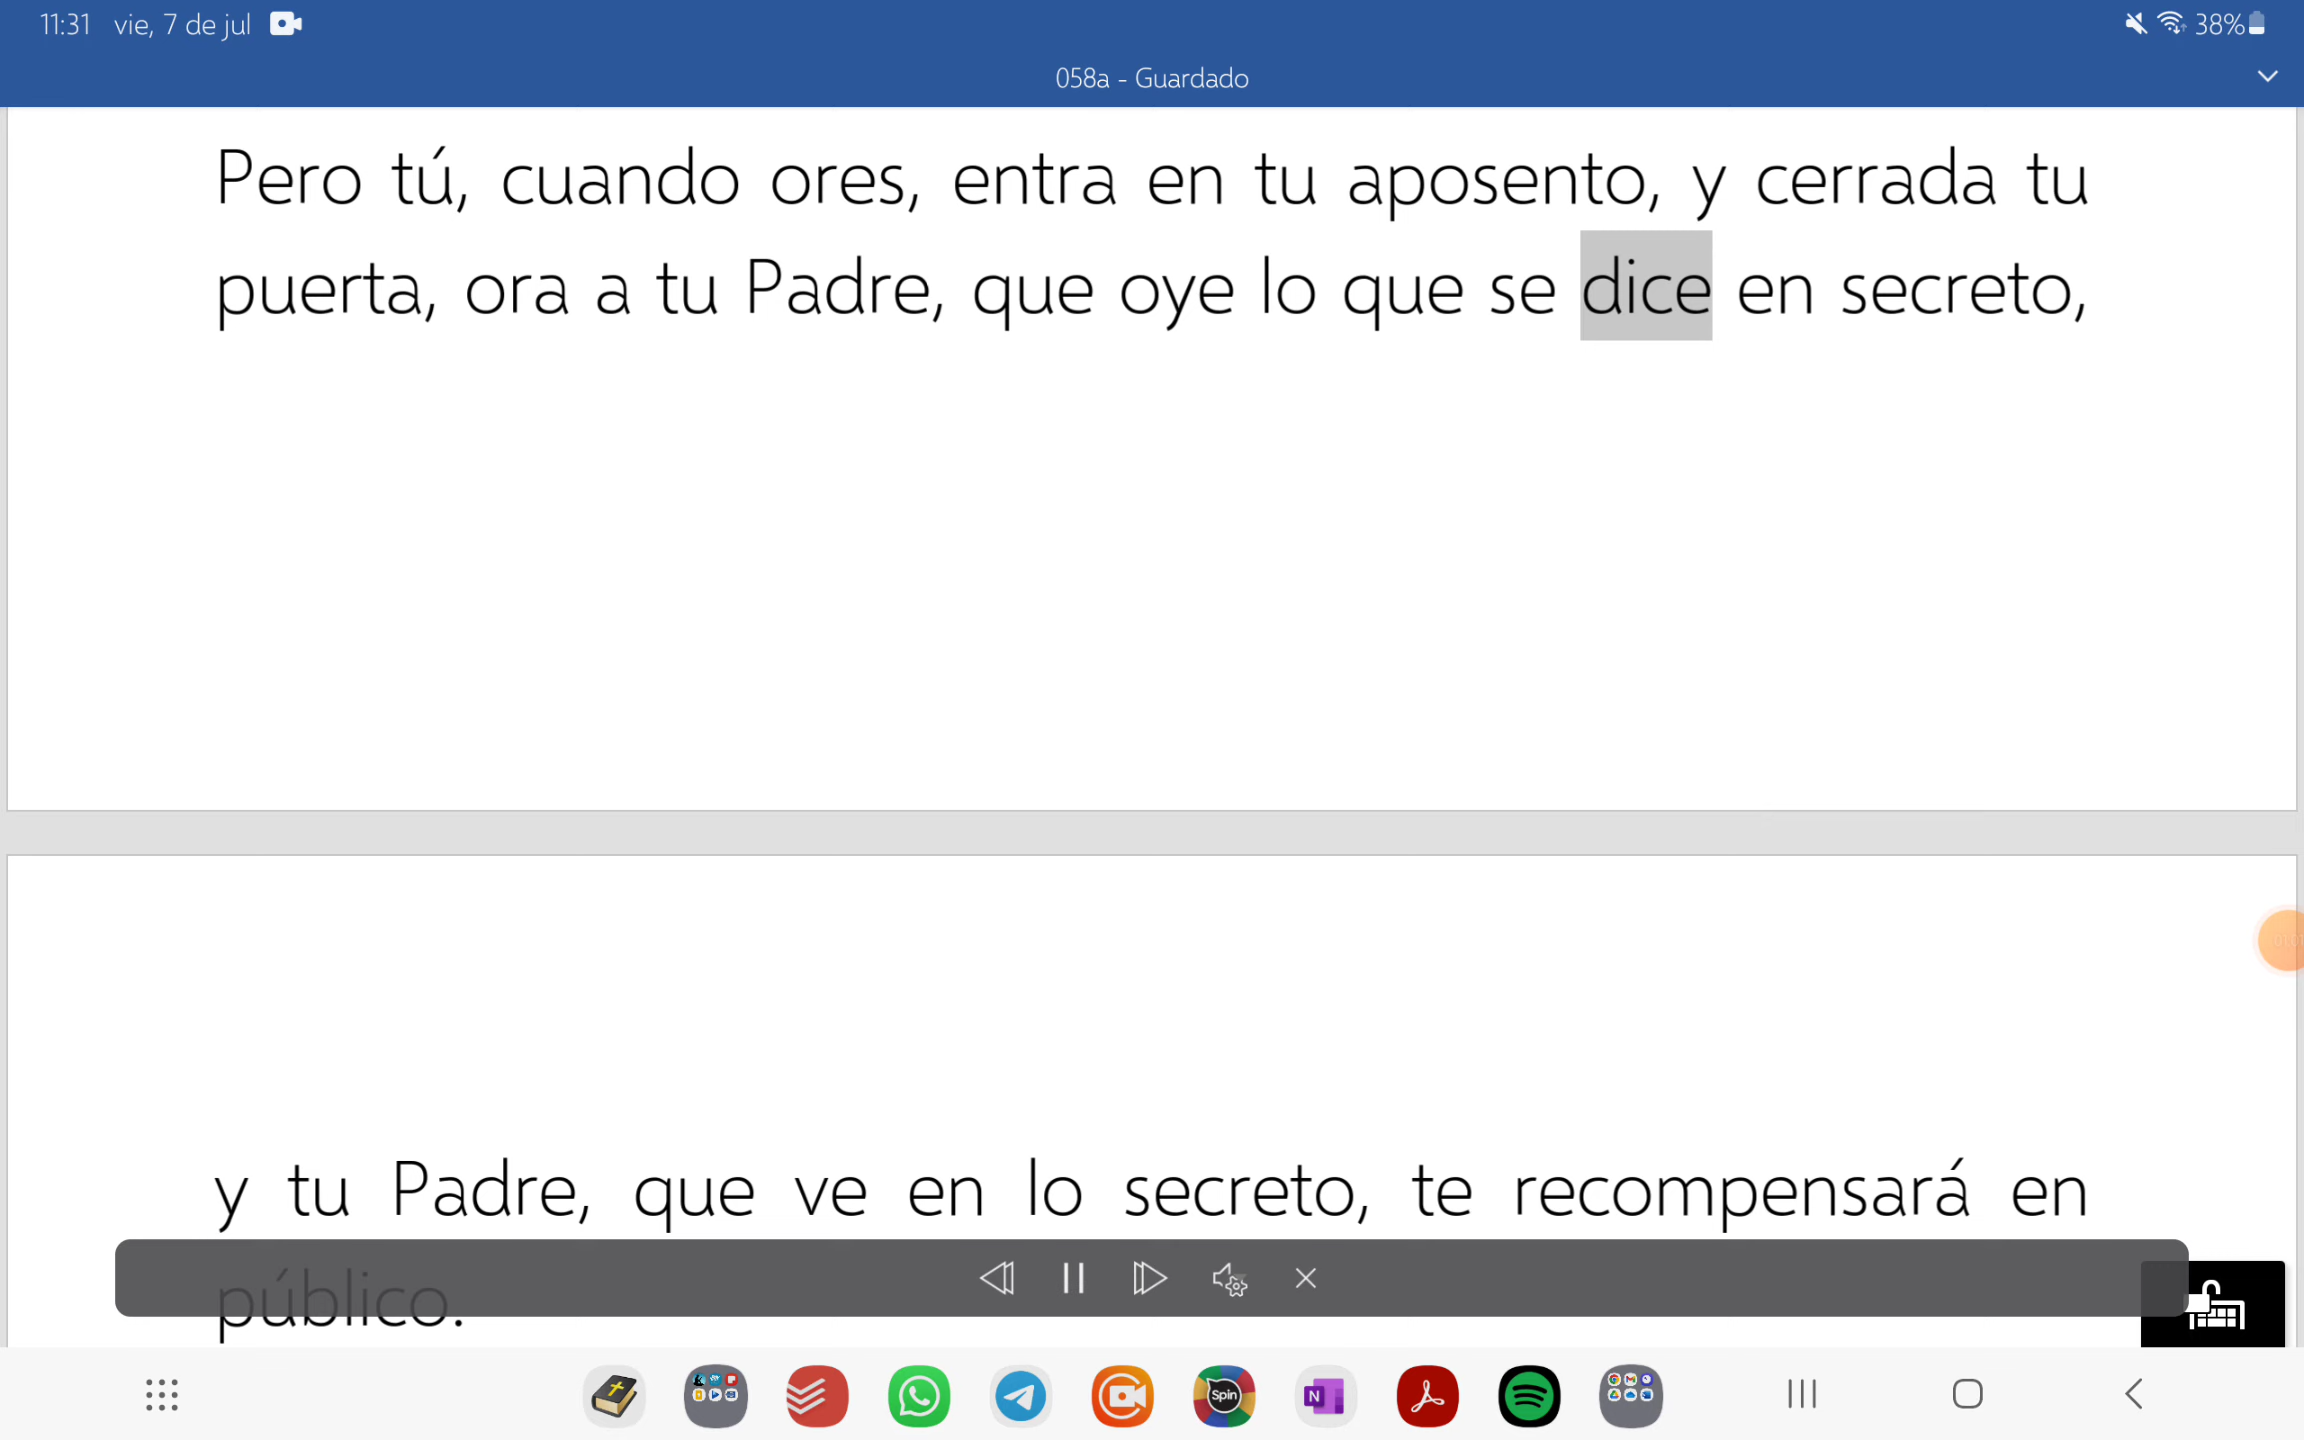 11:31 vie, 7 de jul 38%
058a - Guardado
Pero tú, cuando ores, entra en tu aposento, y cerrada tu
puerta, ora a tu Padre, que oye lo que se dice en secreto,
y tu Padre, que ve en lo secreto, te recompensará en
público.
Spin
N